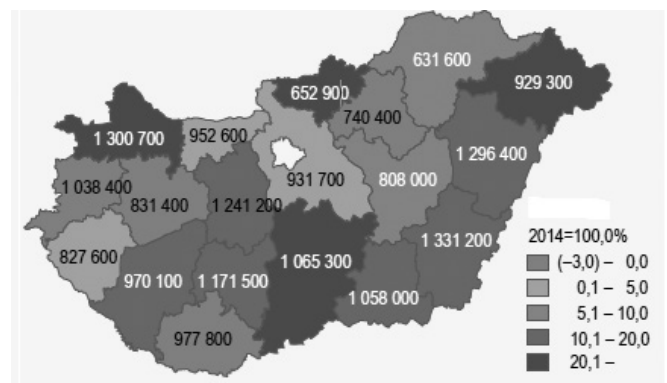 631 600
929 300
652 900
740 400
1 300 700
952 600
1 296 400
931 700
808 000
1 038 400
831 400
1 241 200
1 331 200
827 600
970 100
1 171 500
1 065 300
1 058 000
977 800
2014=100,0%
(–3,0) – 0,0
0,1 – 5,0
5,1 – 10,0
10,1 – 20,0
20,1 –